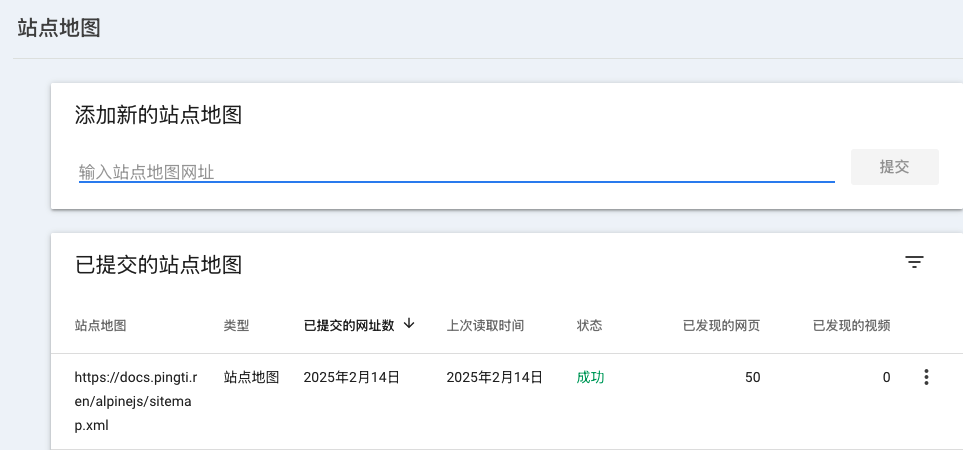 站点地图
添加新的站点地图
输入站点地图网址
提交
已提交的站点地图
站点地图 类型 已提交的网址数 上次读取时间 状态 已发现的网页 已发现的视频
https://docs.pingti.r 站点地图 2025年2月14日 2025年2月14日 成功 50 0
en/alpinejs/sitema
p.xml